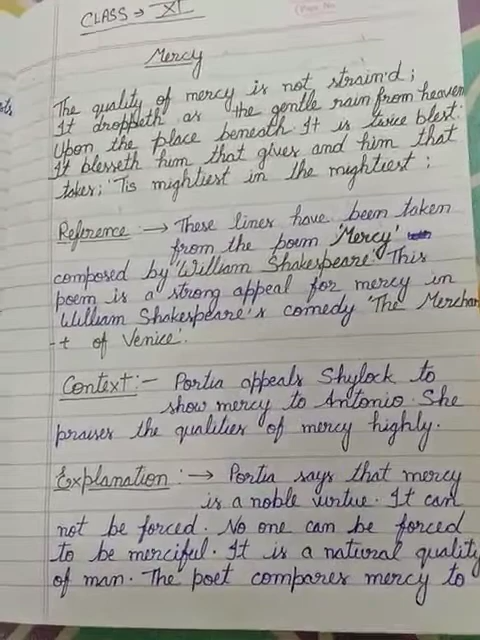 CLASS → XI
Page No.
Mercy
The quality of mercy is not strain'd;
It droppeth as the gentle rain from heaven
Upon the place beneath. It is twice blest:
It blesseth him that gives and him that
takes; 'Tis mightiest in the mightiest;
Reference :→ These lines have been taken
from the poem 'Mercy'
composed by 'William Shakespeare' This
poem is a strong appeal for mercy in
William Shakespeare's comedy 'The Merchan
-t of Venice'.
Context :- Portia appeals Shylock to
show mercy to Antonio. She
praises the qualities of mercy highly.
Explanation :→ Portia says that mercy
is a noble virtue. It can
not be forced. No one can be forced
to be merciful. It is a natural quality
of man. The poet compares mercy to